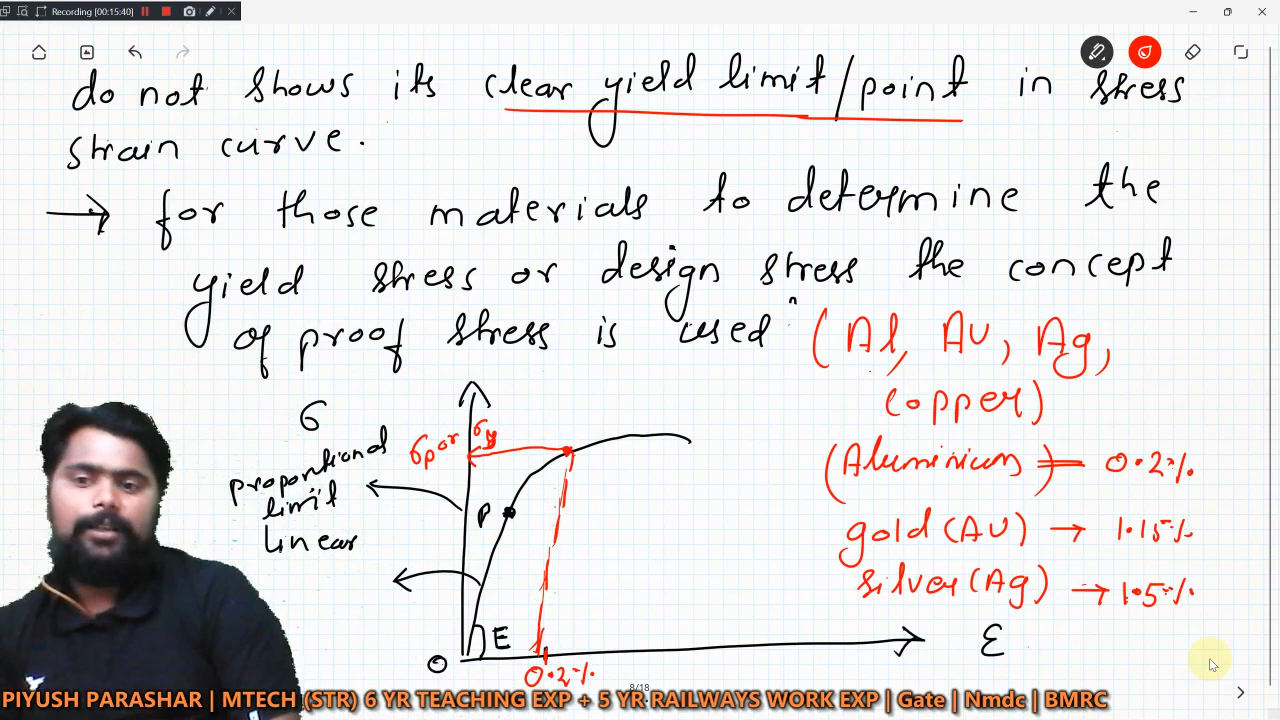 Recording [00:15:40]
do not shows its clear yield limit/point in stress
strain curve.
→ for those materials to determine the
yield stress or design stress the concept
of proof stress is used (Al, AU, Ag,
copper)
σ
proportional
limit
linear
σp or σy
P
E
O
0.2%
ε
(Aluminium) 0.2%
gold (AU) → 1.15%
silver (Ag) → 1.5%
8/18
PIYUSH PARASHAR | MTECH (STR) 6 YR TEACHING EXP + 5 YR RAILWAYS WORK EXP | Gate | Nmdc | BMRC